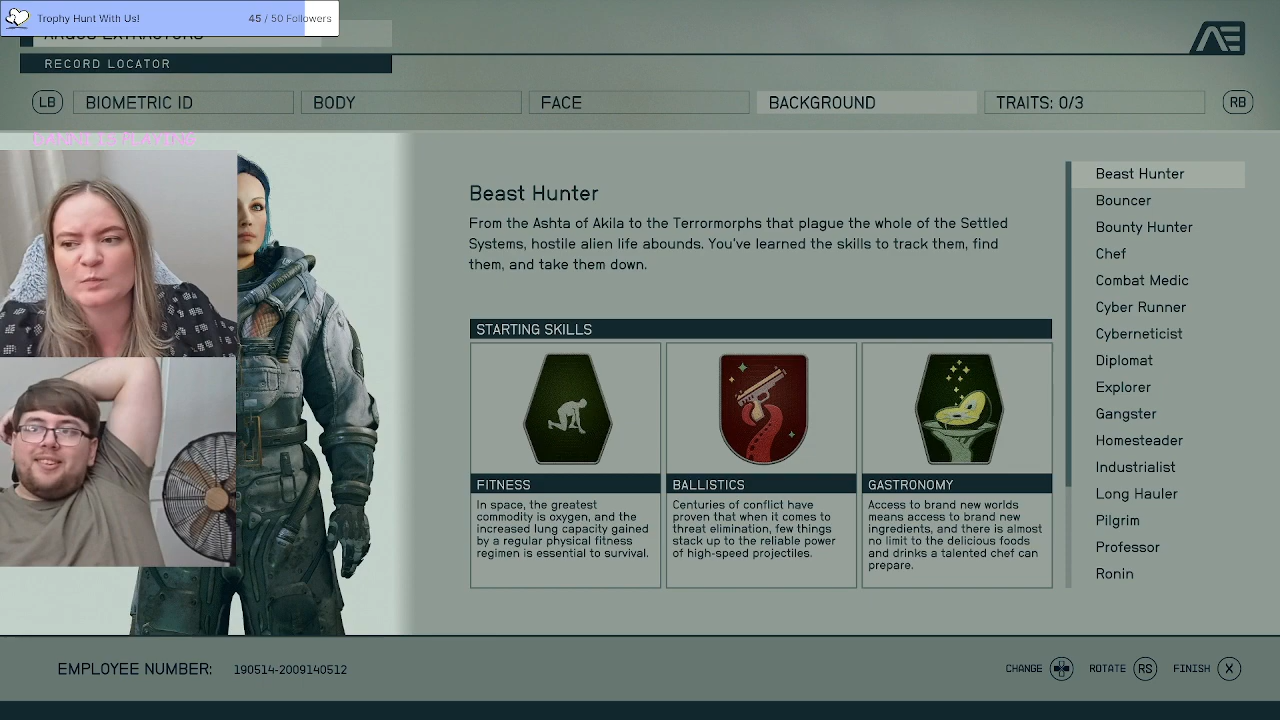 Trophy Hunt With Us!
45 / 50 Followers
ARGOS EXTRACTORS
RECORD LOCATOR
AE
LB
BIOMETRIC ID
BODY
FACE
BACKGROUND
TRAITS: 0/3
RB
IS PLAYING
Beast Hunter
From the Ashta of Akila to the Terrormorphs that plague the whole of the Settled
Systems, hostile alien life abounds. You've learned the skills to track them, find
them, and take them down.
STARTING SKILLS
FITNESS
In space, the greatest
commodity is oxygen, and the
increased lung capacity gained
by a regular physical fitness
regimen is essential to survival.
BALLISTICS
Centuries of conflict have
proven that when it comes to
threat elimination, few things
stack up to the reliable power
of high-speed projectiles.
GASTRONOMY
Access to brand new worlds
means access to brand new
ingredients, and there is almost
no limit to the delicious foods
and drinks a talented chef can
prepare.
Beast Hunter
Bouncer
Bounty Hunter
Chef
Combat Medic
Cyber Runner
Cyberneticist
Diplomat
Explorer
Gangster
Homesteader
Industrialist
Long Hauler
Pilgrim
Professor
Ronin
EMPLOYEE NUMBER:
190514-2009140512
CHANGE
ROTATE
RS
FINISH
X